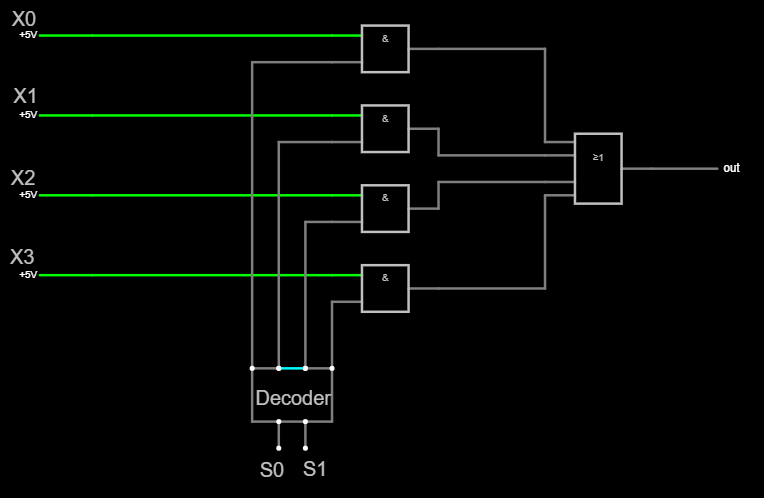 X0
+5V
&
X1
+5V
&
≥1
out
X2
+5V
&
X3
+5V
&
Decoder
S0
S1